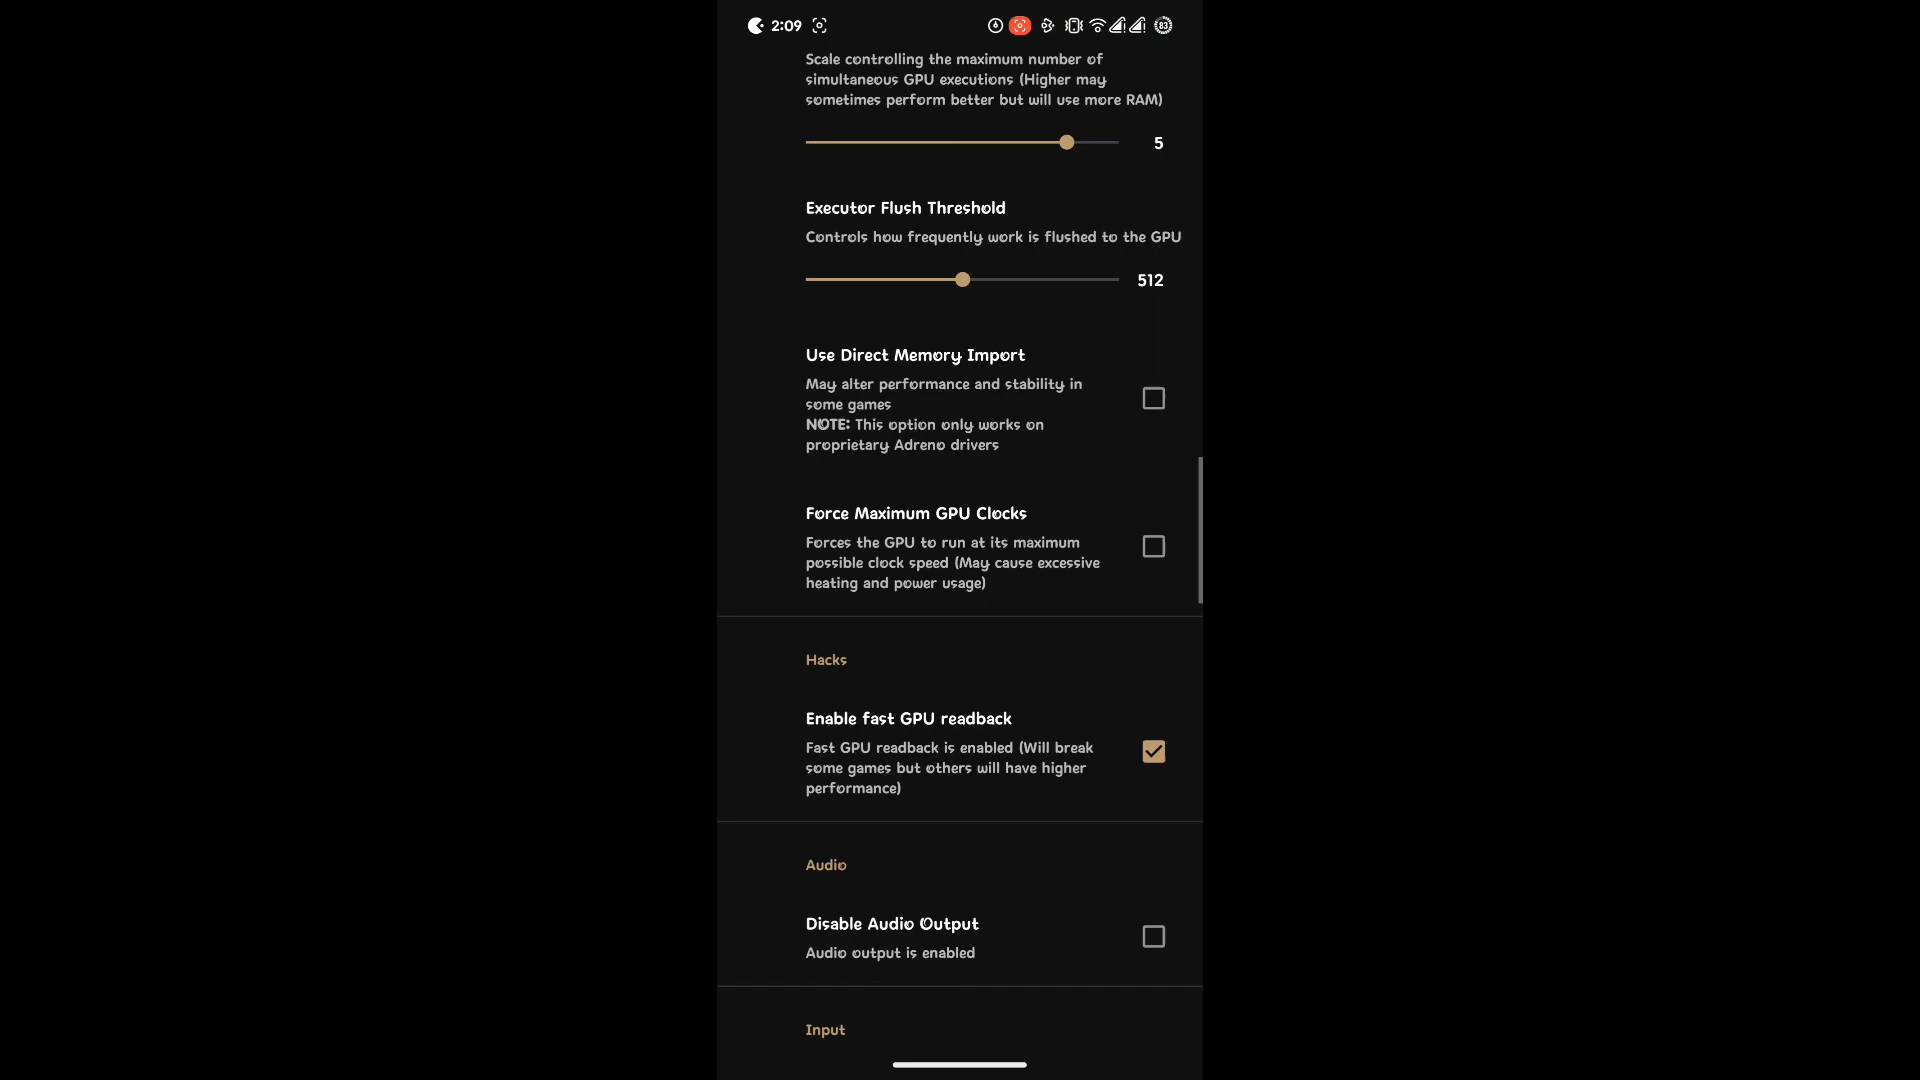 2:09
83
Scale controlling the maximum number of
simultaneous GPU executions (Higher may
sometimes perform better but will use more RAM)
5
Executor Flush Threshold
Controls how frequently work is flushed to the GPU
512
Use Direct Memory Import
May alter performance and stability in
some games
NOTE: This option only works on
proprietary Adreno drivers
Force Maximum GPU Clocks
Forces the GPU to run at its maximum
possible clock speed (May cause excessive
heating and power usage)
Hacks
Enable fast GPU readback
Fast GPU readback is enabled (Will break
some games but others will have higher
performance)
Audio
Disable Audio Output
Audio output is enabled
Input